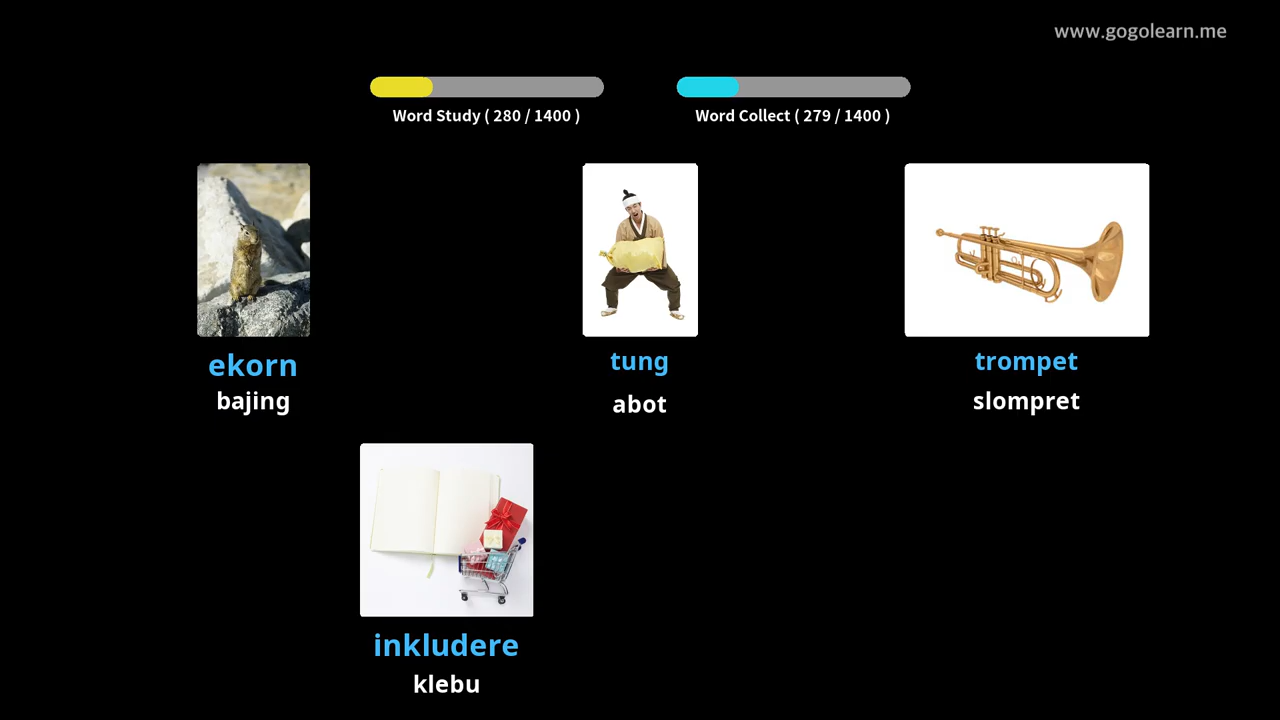 www.gogolearn.me
Word Study ( 280 / 1400 )
Word Collect ( 279 / 1400 )
ekorn
bajing
tung
abot
trompet
slompret
inkludere
klebu